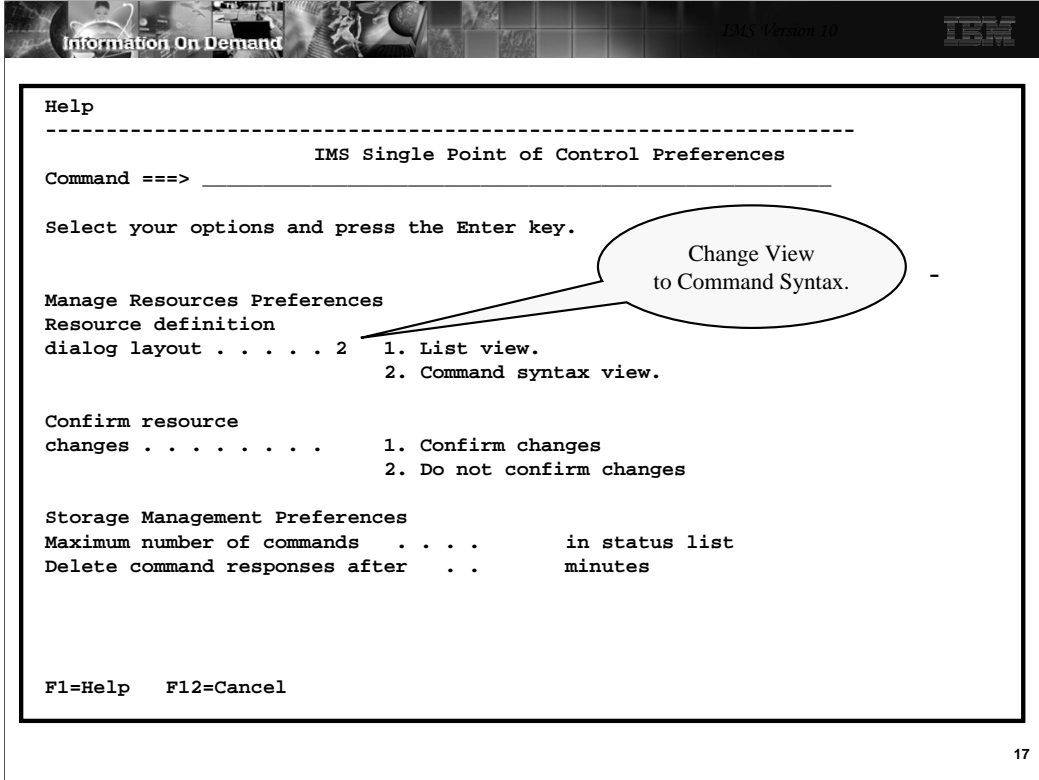 Information On Demand
IMS Version 10
IBM
Help
-------------------------------------------------------------------
IMS Single Point of Control Preferences
Command ===> ____________________________________________________
Select your options and press the Enter key.
Change View
to Command Syntax.
-
Manage Resources Preferences
Resource definition
dialog layout . . . . . 2   1. List view.
2. Command syntax view.
Confirm resource
changes . . . . . . . .     1. Confirm changes
2. Do not confirm changes
Storage Management Preferences
Maximum number of commands   . . . .       in status list
Delete command responses after   . .       minutes
F1=Help   F12=Cancel
17